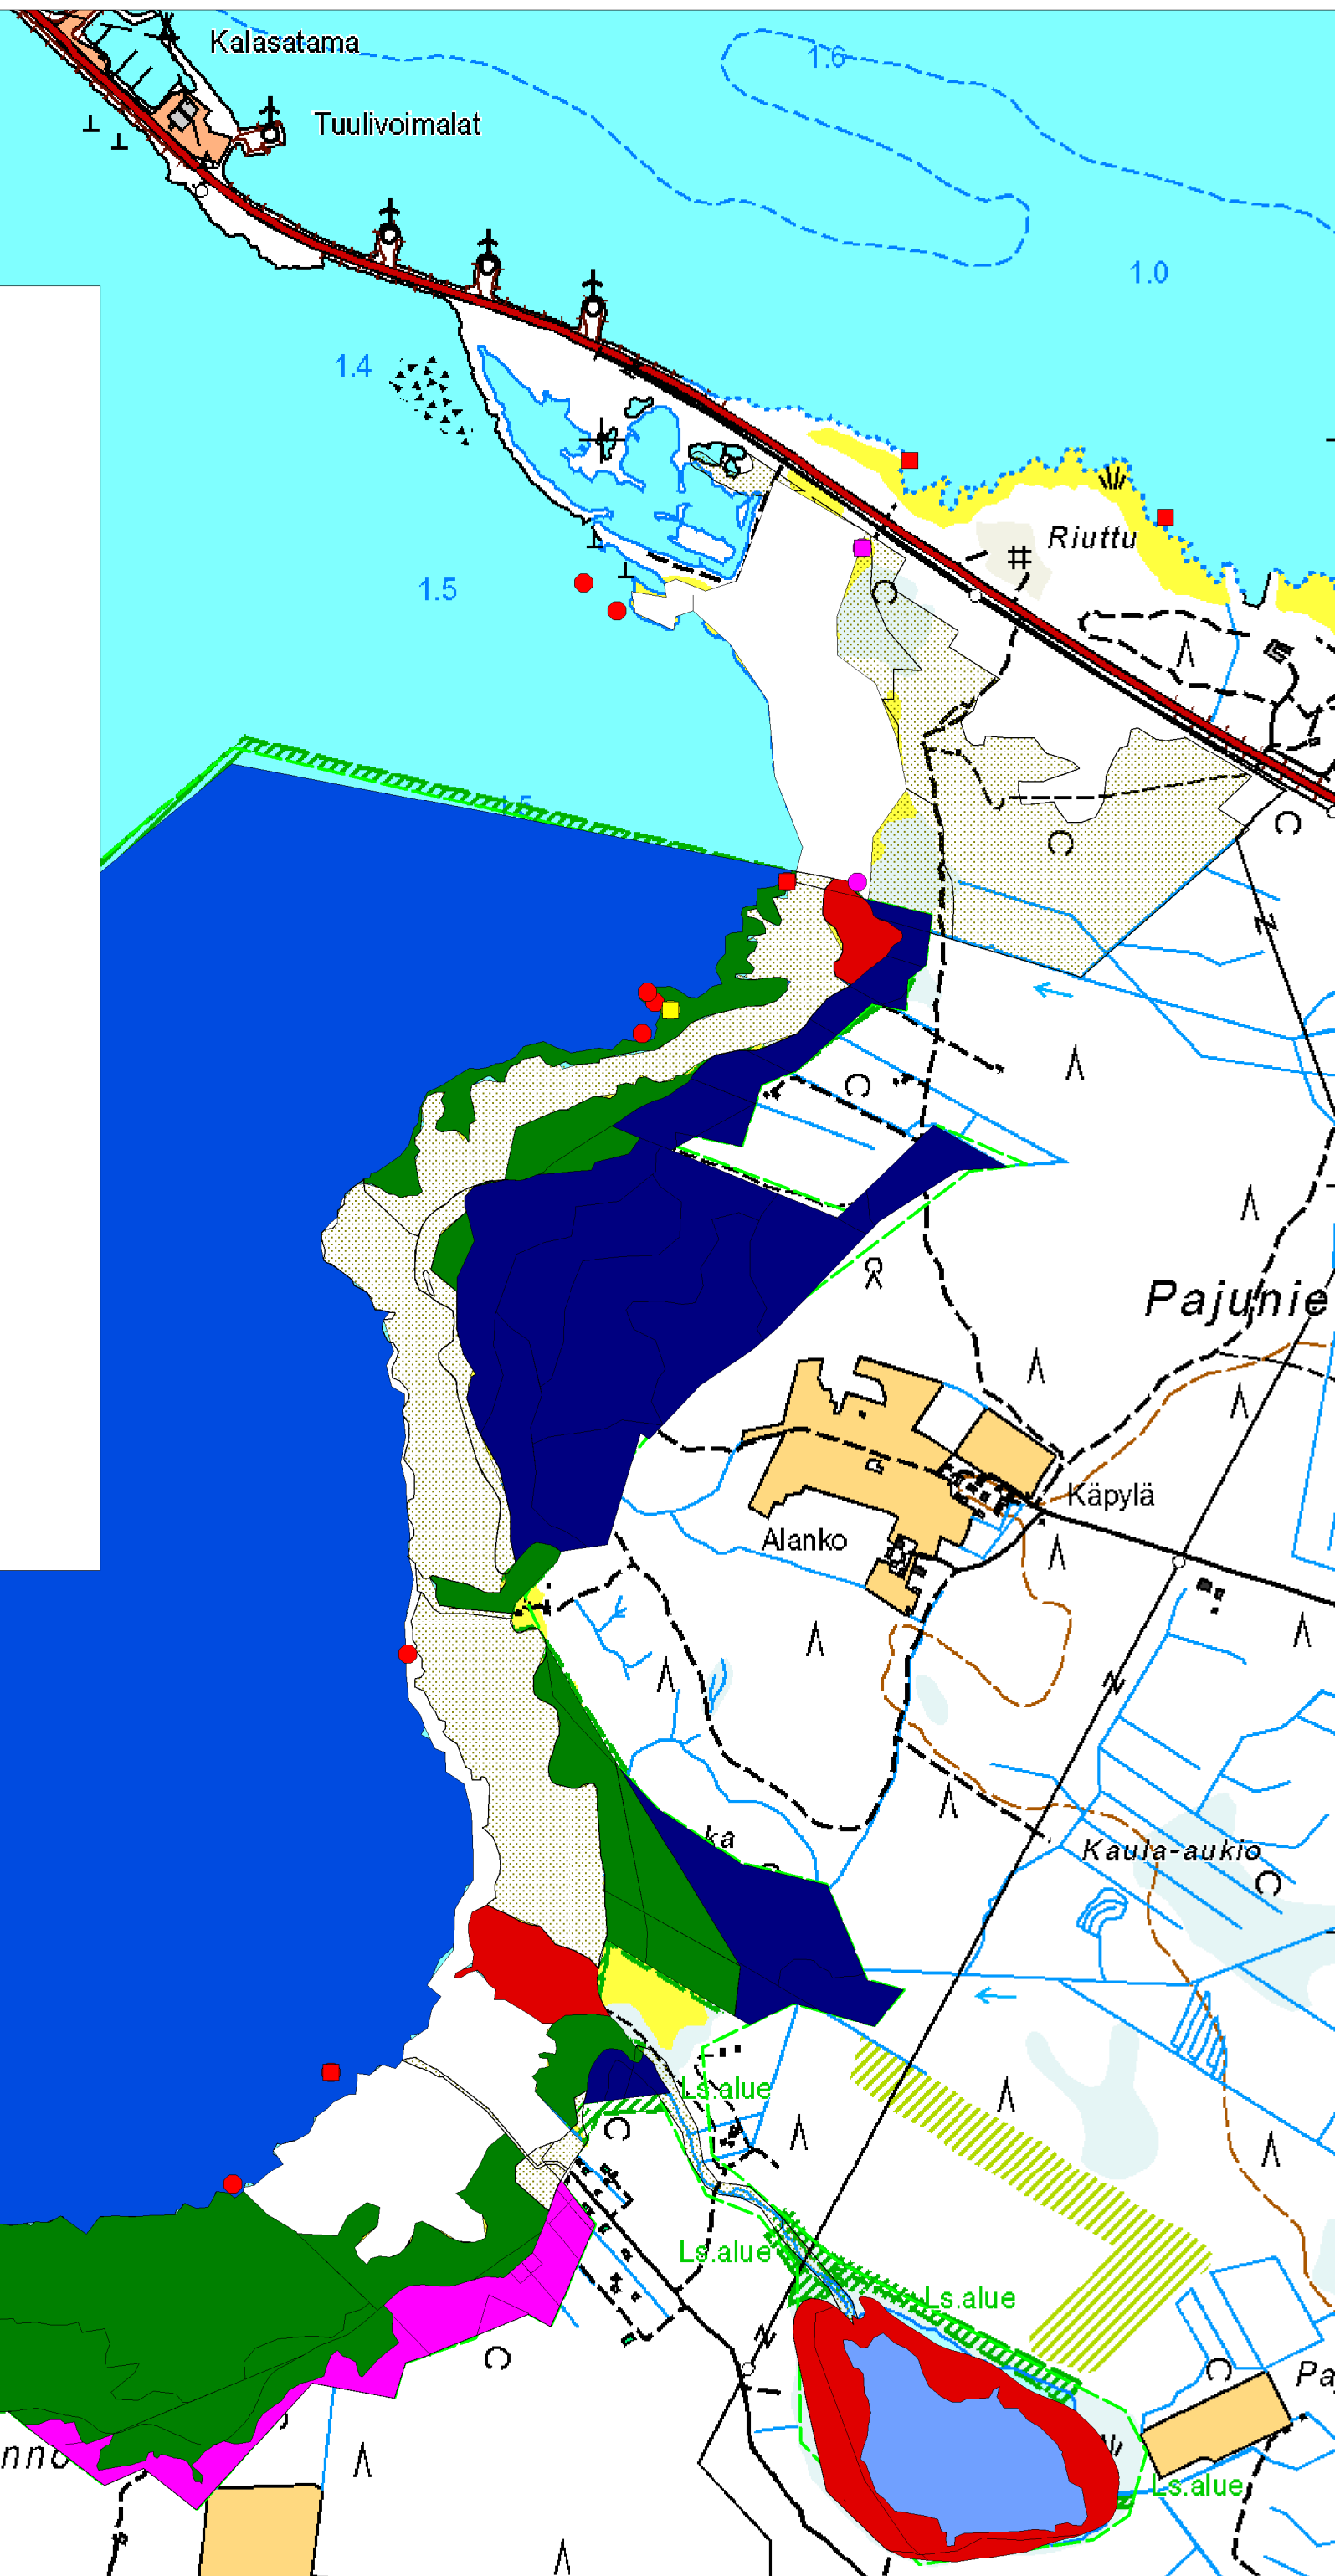 Kalasatama
1.6
Tuulivoimalat
1.0
1.4
Riuttu
1.5
Pajunie
Käpylä
Alanko
ka
Kaula-aukio
Ls.alue
Ls.alue
Ls.alue
Pa
nno
Ls.alue